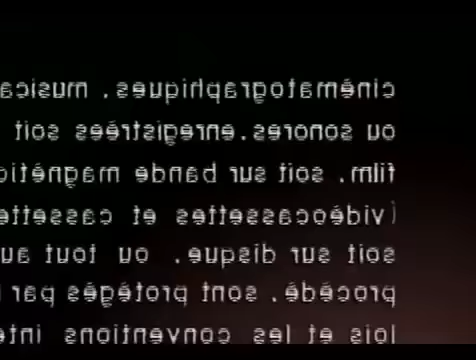 cinématographiques, musica
ou sonores, enregistrées soit
film, soit sur bande magnétiq
(vidéocassettes et cassette
soit sur disque, ou tout au
procédé, sont protégés par
lois et les conventions inte